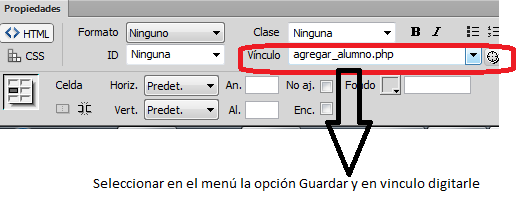 Propiedades
<> HTML Formato Ninguno Clase Ninguna B I
CSS ID Ninguna Vínculo agregar_alumno.php
Celda Horiz. Predet. An. No aj. Fondo
Vert. Predet. Al. Enc.
Seleccionar en el menú la opción Guardar y en vinculo digitarle